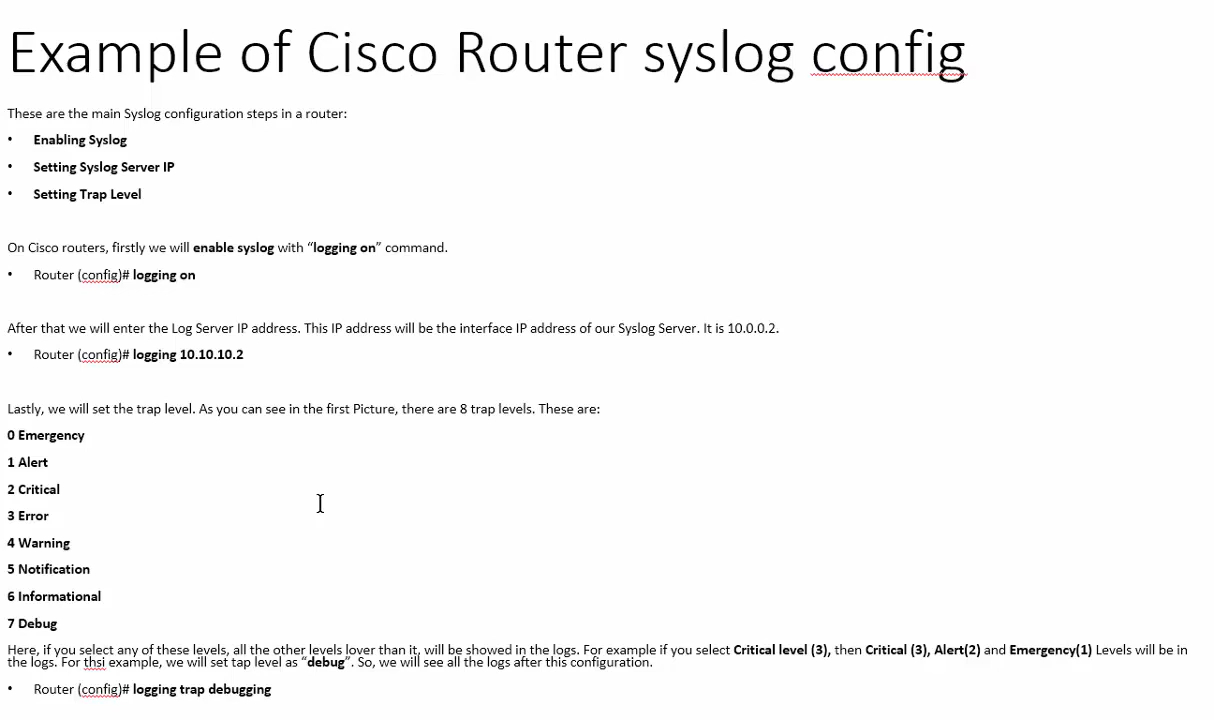 Example of Cisco Router syslog config
These are the main Syslog configuration steps in a router:
• Enabling Syslog
• Setting Syslog Server IP
• Setting Trap Level
On Cisco routers, firstly we will enable syslog with “logging on” command.
• Router (config)# logging on
After that we will enter the Log Server IP address. This IP address will be the interface IP address of our Syslog Server. It is 10.0.0.2.
• Router (config)# logging 10.10.10.2
Lastly, we will set the trap level. As you can see in the first Picture, there are 8 trap levels. These are:
0 Emergency
1 Alert
2 Critical
3 Error
4 Warning
5 Notification
6 Informational
7 Debug
Here, if you select any of these levels, all the other levels lover than it, will be showed in the logs. For example if you select Critical level (3), then Critical (3), Alert(2) and Emergency(1) Levels will be in
the logs. For thsi example, we will set tap level as “debug”. So, we will see all the logs after this configuration.
• Router (config)# logging trap debugging